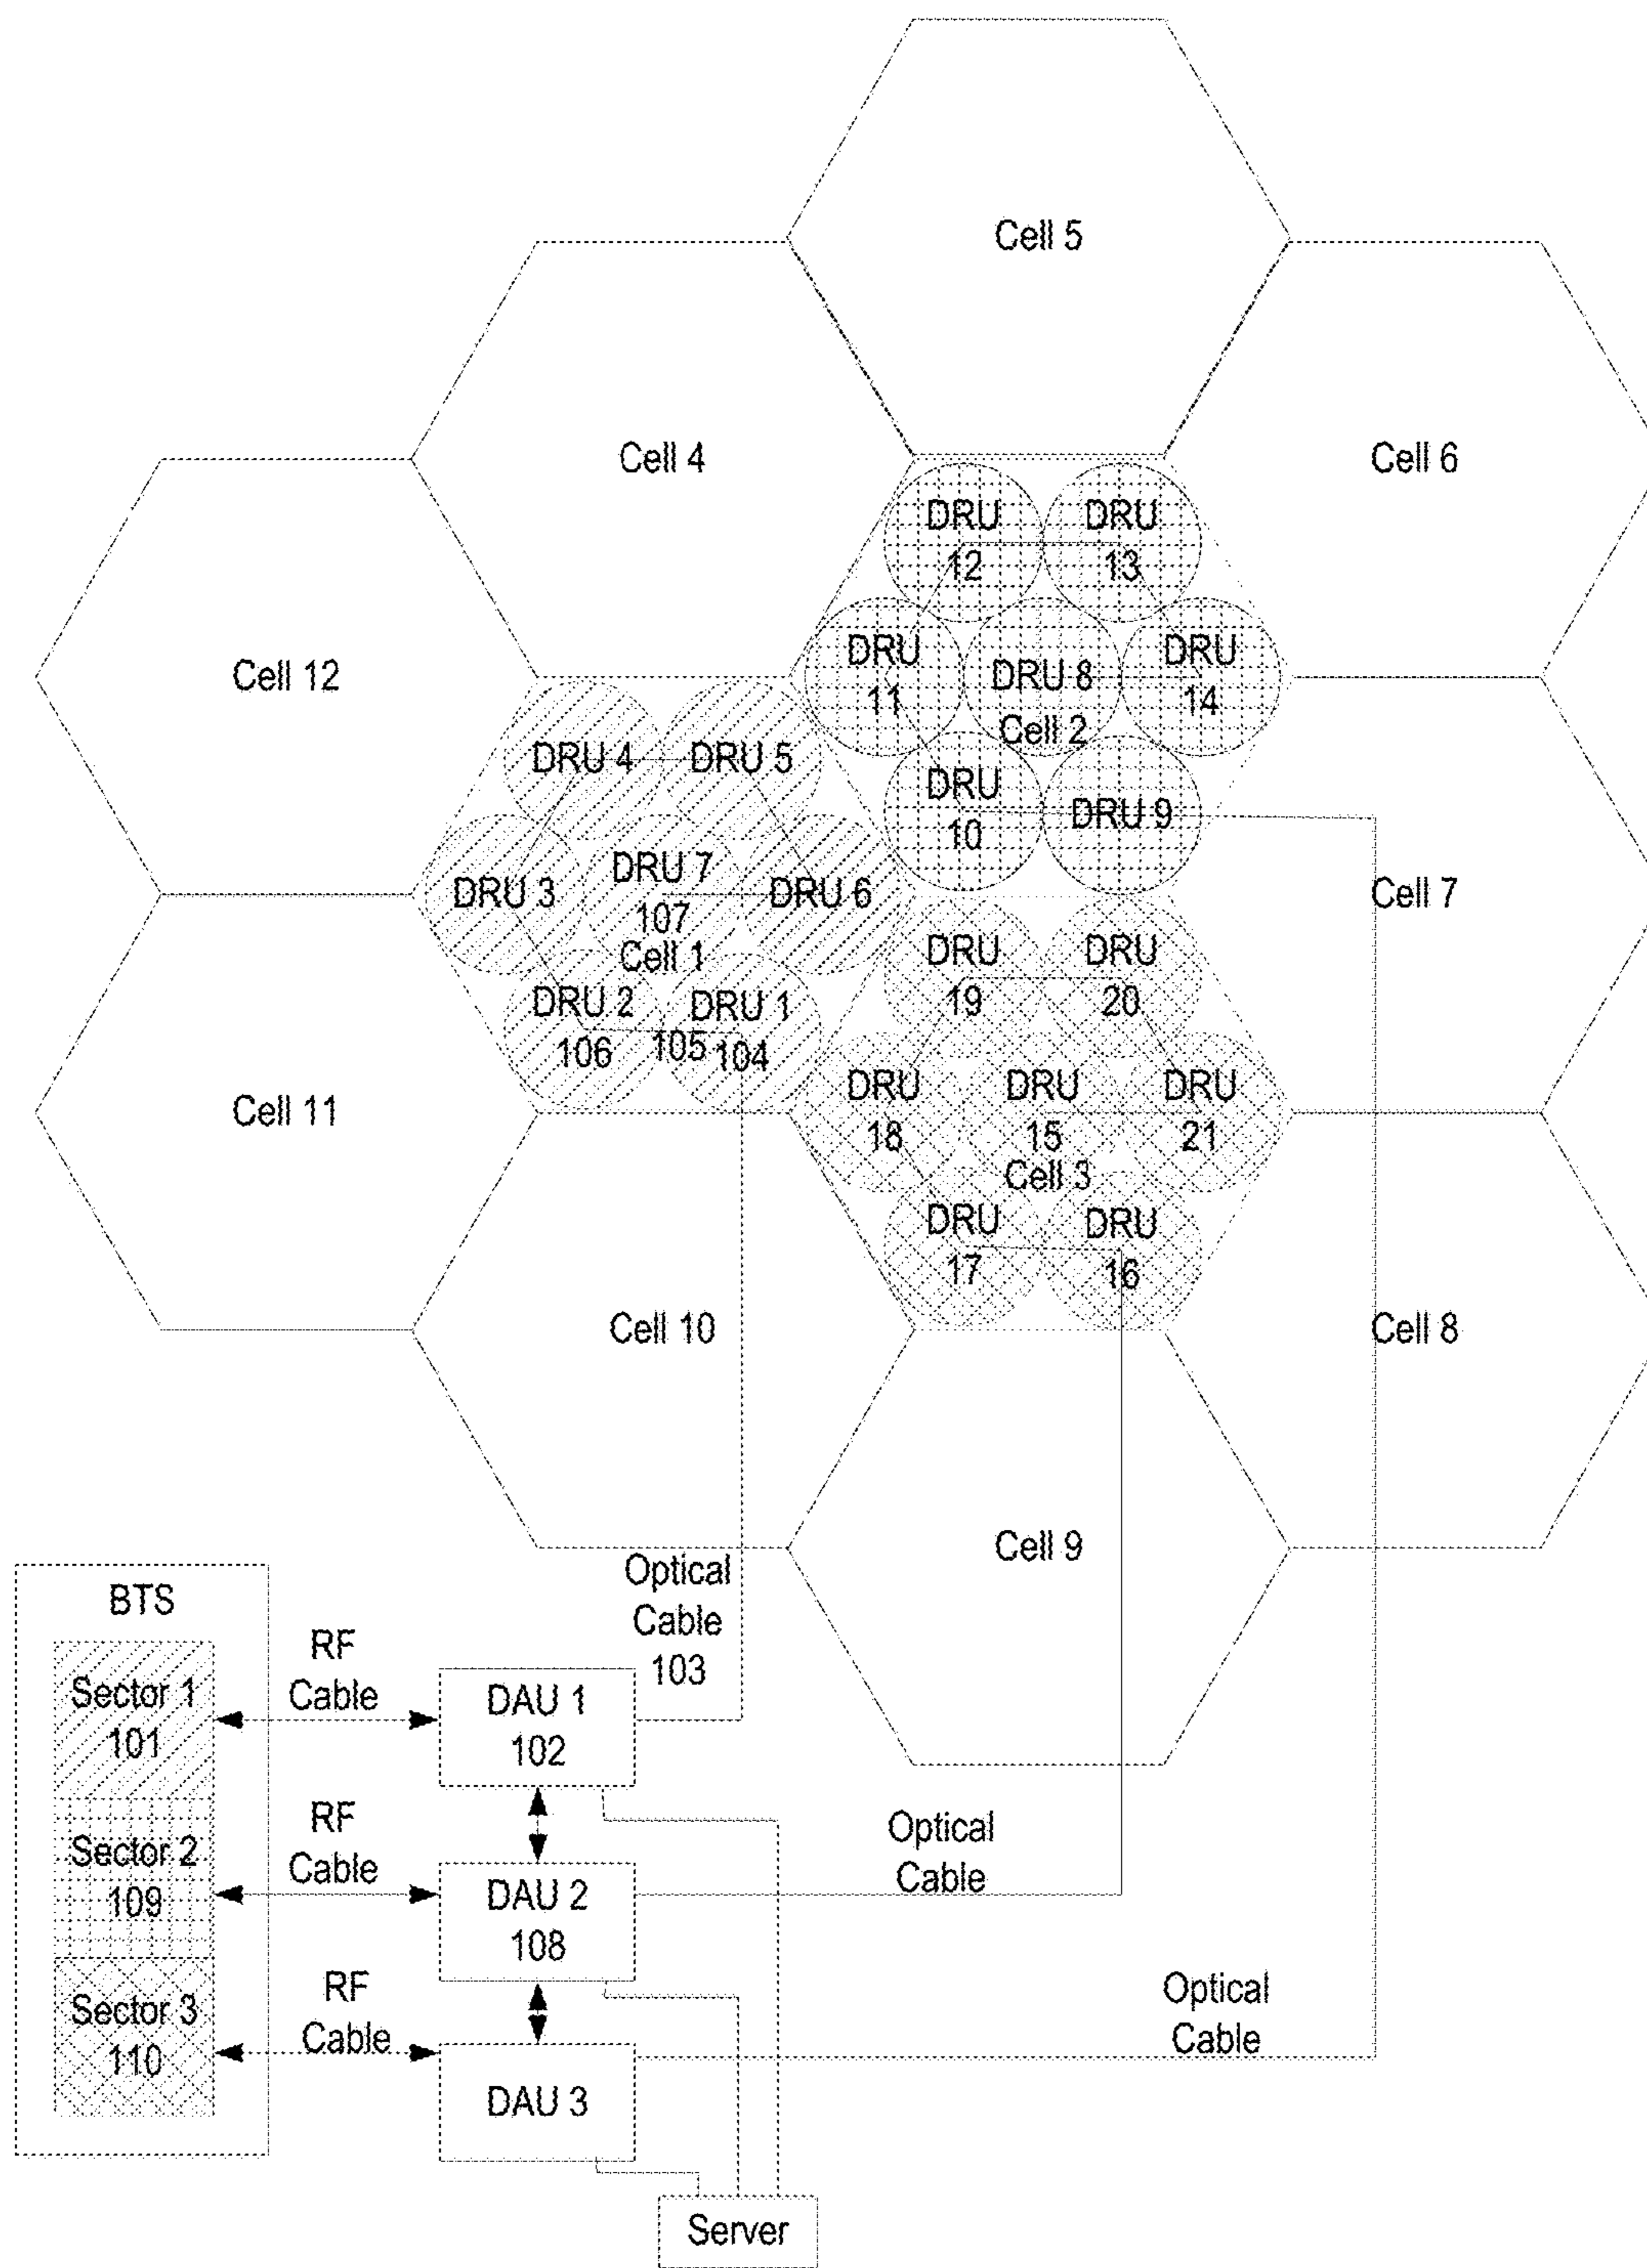 Cell 5
Cell 4
Cell 6
DRU
12
DRU
13
Cell 12
DRU
11
DRU 8
DRU
14
Cell 2
DRU 4
DRU 5
DRU
10
DRU 9
DRU 3
DRU 7
107
DRU 6
Cell 7
Cell 1
DRU 2
106
105
DRU 1
104
DRU
19
DRU
20
Cell 11
DRU
18
DRU
15
DRU
21
Cell 3
DRU
17
DRU
16
Cell 10
Cell 8
Cell 9
Optical
Cable
103
BTS
Sector 1
101
RF
Cable
DAU 1
102
Sector 2
109
RF
Cable
DAU 2
108
Optical
Cable
Sector 3
110
RF
Cable
DAU 3
Optical
Cable
Server